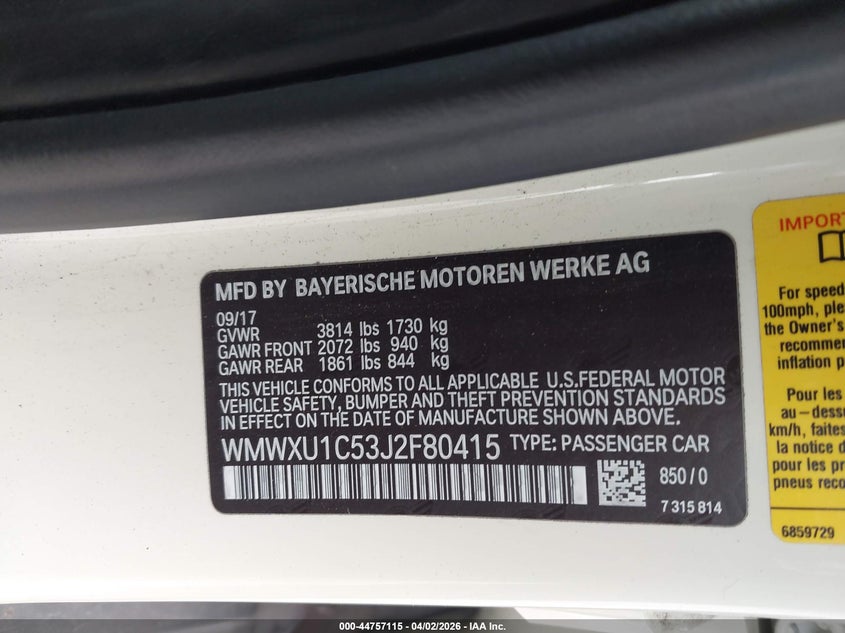 MFD BY BAYERISCHE MOTOREN WERKE AG
09/17
GVWR 3814 lbs 1730 kg
GAWR FRONT 2072 lbs 940 kg
GAWR REAR 1861 lbs 844 kg
THIS VEHICLE CONFORMS TO ALL APPLICABLE U.S.FEDERAL MOTOR
VEHICLE SAFETY, BUMPER AND THEFT PREVENTION STANDARDS
IN EFFECT ON THE DATE OF MANUFACTURE SHOWN ABOVE.
WMWXU1C53J2F80415 TYPE: PASSENGER CAR
850/0
7 315 814
IMPORT
For speed
100mph, ple
the Owner's
recommen
inflation p
Pour les
au-dess
km/h, faites
la notice d
pour les pr
pneus reco
6859729
000-44757115 - 04/02/2026 - IAA Inc.